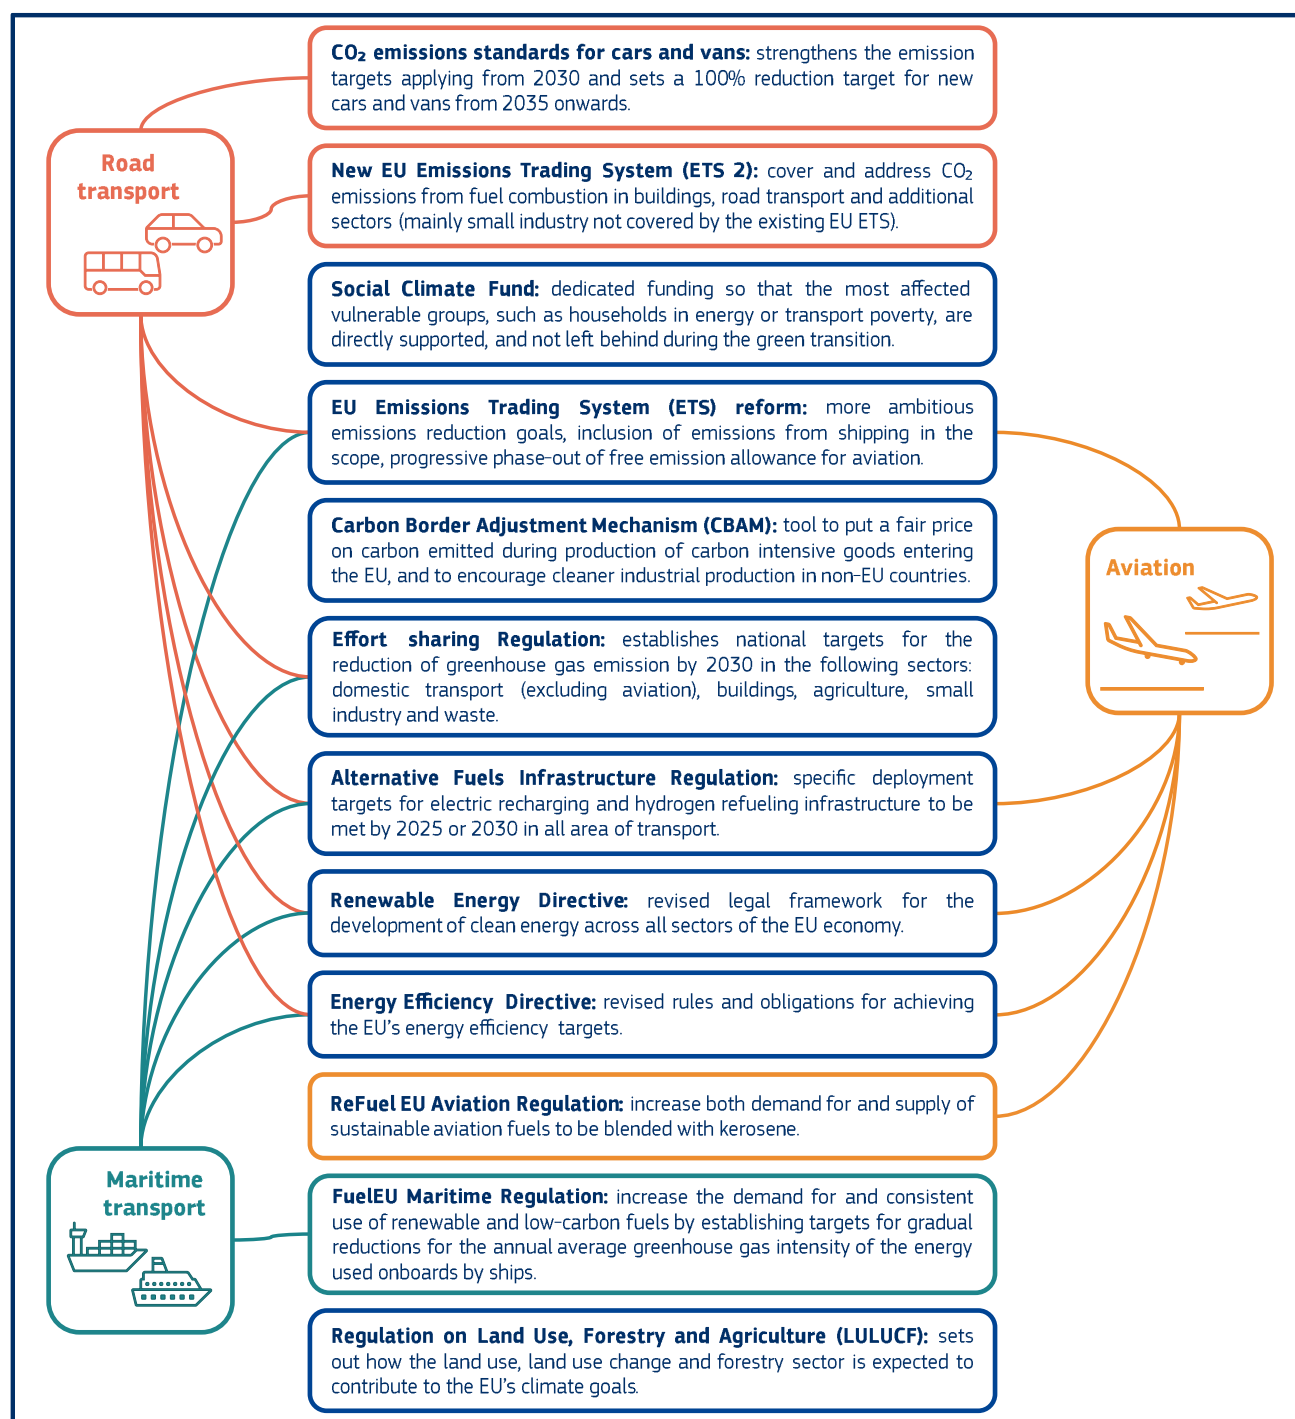 CO₂ emissions standards for cars and vans: strengthens the emission
targets applying from 2030 and sets a 100% reduction target for new
cars and vans from 2035 onwards.
Road
transport
New EU Emissions Trading System (ETS 2): cover and address CO₂
emissions from fuel combustion in buildings, road transport and additional
sectors (mainly small industry not covered by the existing EU ETS).
Social Climate Fund: dedicated funding so that the most affected
vulnerable groups, such as households in energy or transport poverty, are
directly supported, and not left behind during the green transition.
EU Emissions Trading System (ETS) reform: more ambitious
emissions reduction goals, inclusion of emissions from shipping in the
scope, progressive phase-out of free emission allowance for aviation.
Carbon Border Adjustment Mechanism (CBAM): tool to put a fair price
on carbon emitted during production of carbon intensive goods entering
the EU, and to encourage cleaner industrial production in non-EU countries.
Aviation
Effort sharing Regulation: establishes national targets for the
reduction of greenhouse gas emission by 2030 in the following sectors:
domestic transport (excluding aviation), buildings, agriculture, small
industry and waste.
Alternative Fuels Infrastructure Regulation: specific deployment
targets for electric recharging and hydrogen refueling infrastructure to be
met by 2025 or 2030 in all area of transport.
Renewable Energy Directive: revised legal framework for the
development of clean energy across all sectors of the EU economy.
Energy Efficiency Directive: revised rules and obligations for achieving
the EU's energy efficiency targets.
ReFuel EU Aviation Regulation: increase both demand for and supply of
sustainable aviation fuels to be blended with kerosene.
Maritime
transport
FuelEU Maritime Regulation: increase the demand for and consistent
use of renewable and low-carbon fuels by establishing targets for gradual
reductions for the annual average greenhouse gas intensity of the energy
used onboards by ships.
Regulation on Land Use, Forestry and Agriculture (LULUCF): sets
out how the land use, land use change and forestry sector is expected to
contribute to the EU's climate goals.